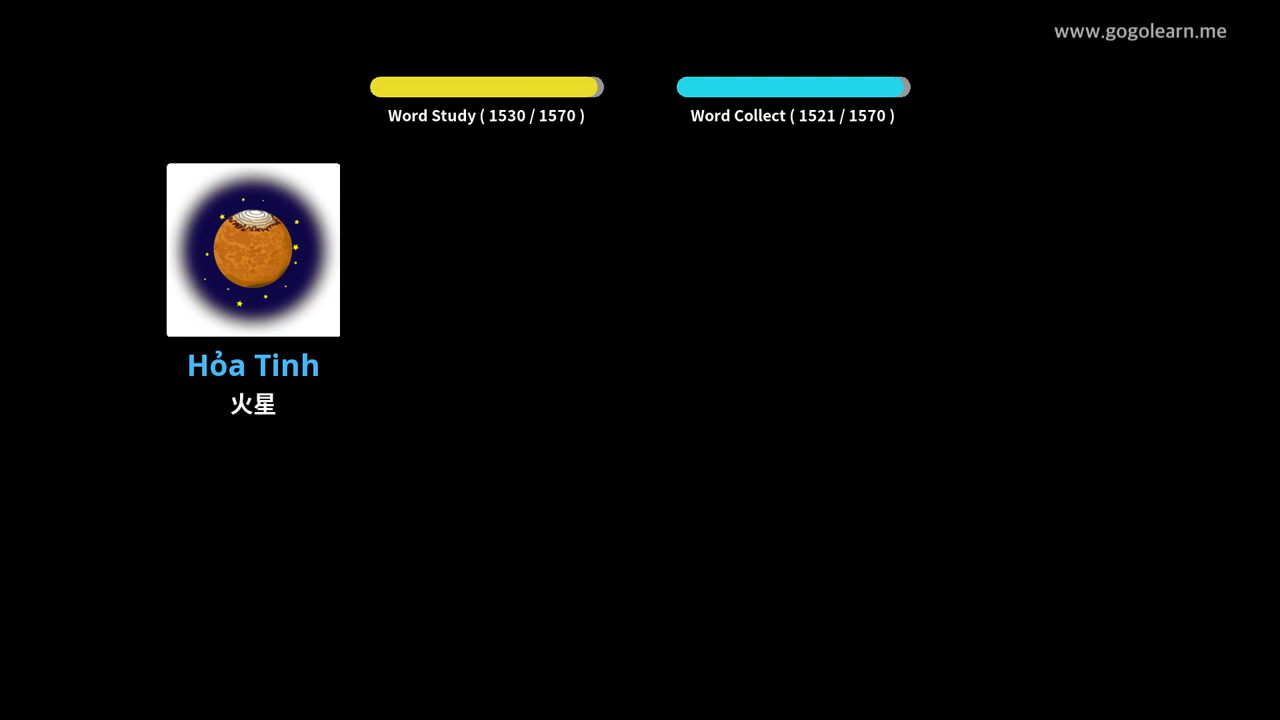 www.gogolearn.me
Word Study ( 1530 / 1570 )
Word Collect ( 1521 / 1570 )
Hỏa Tinh
火星